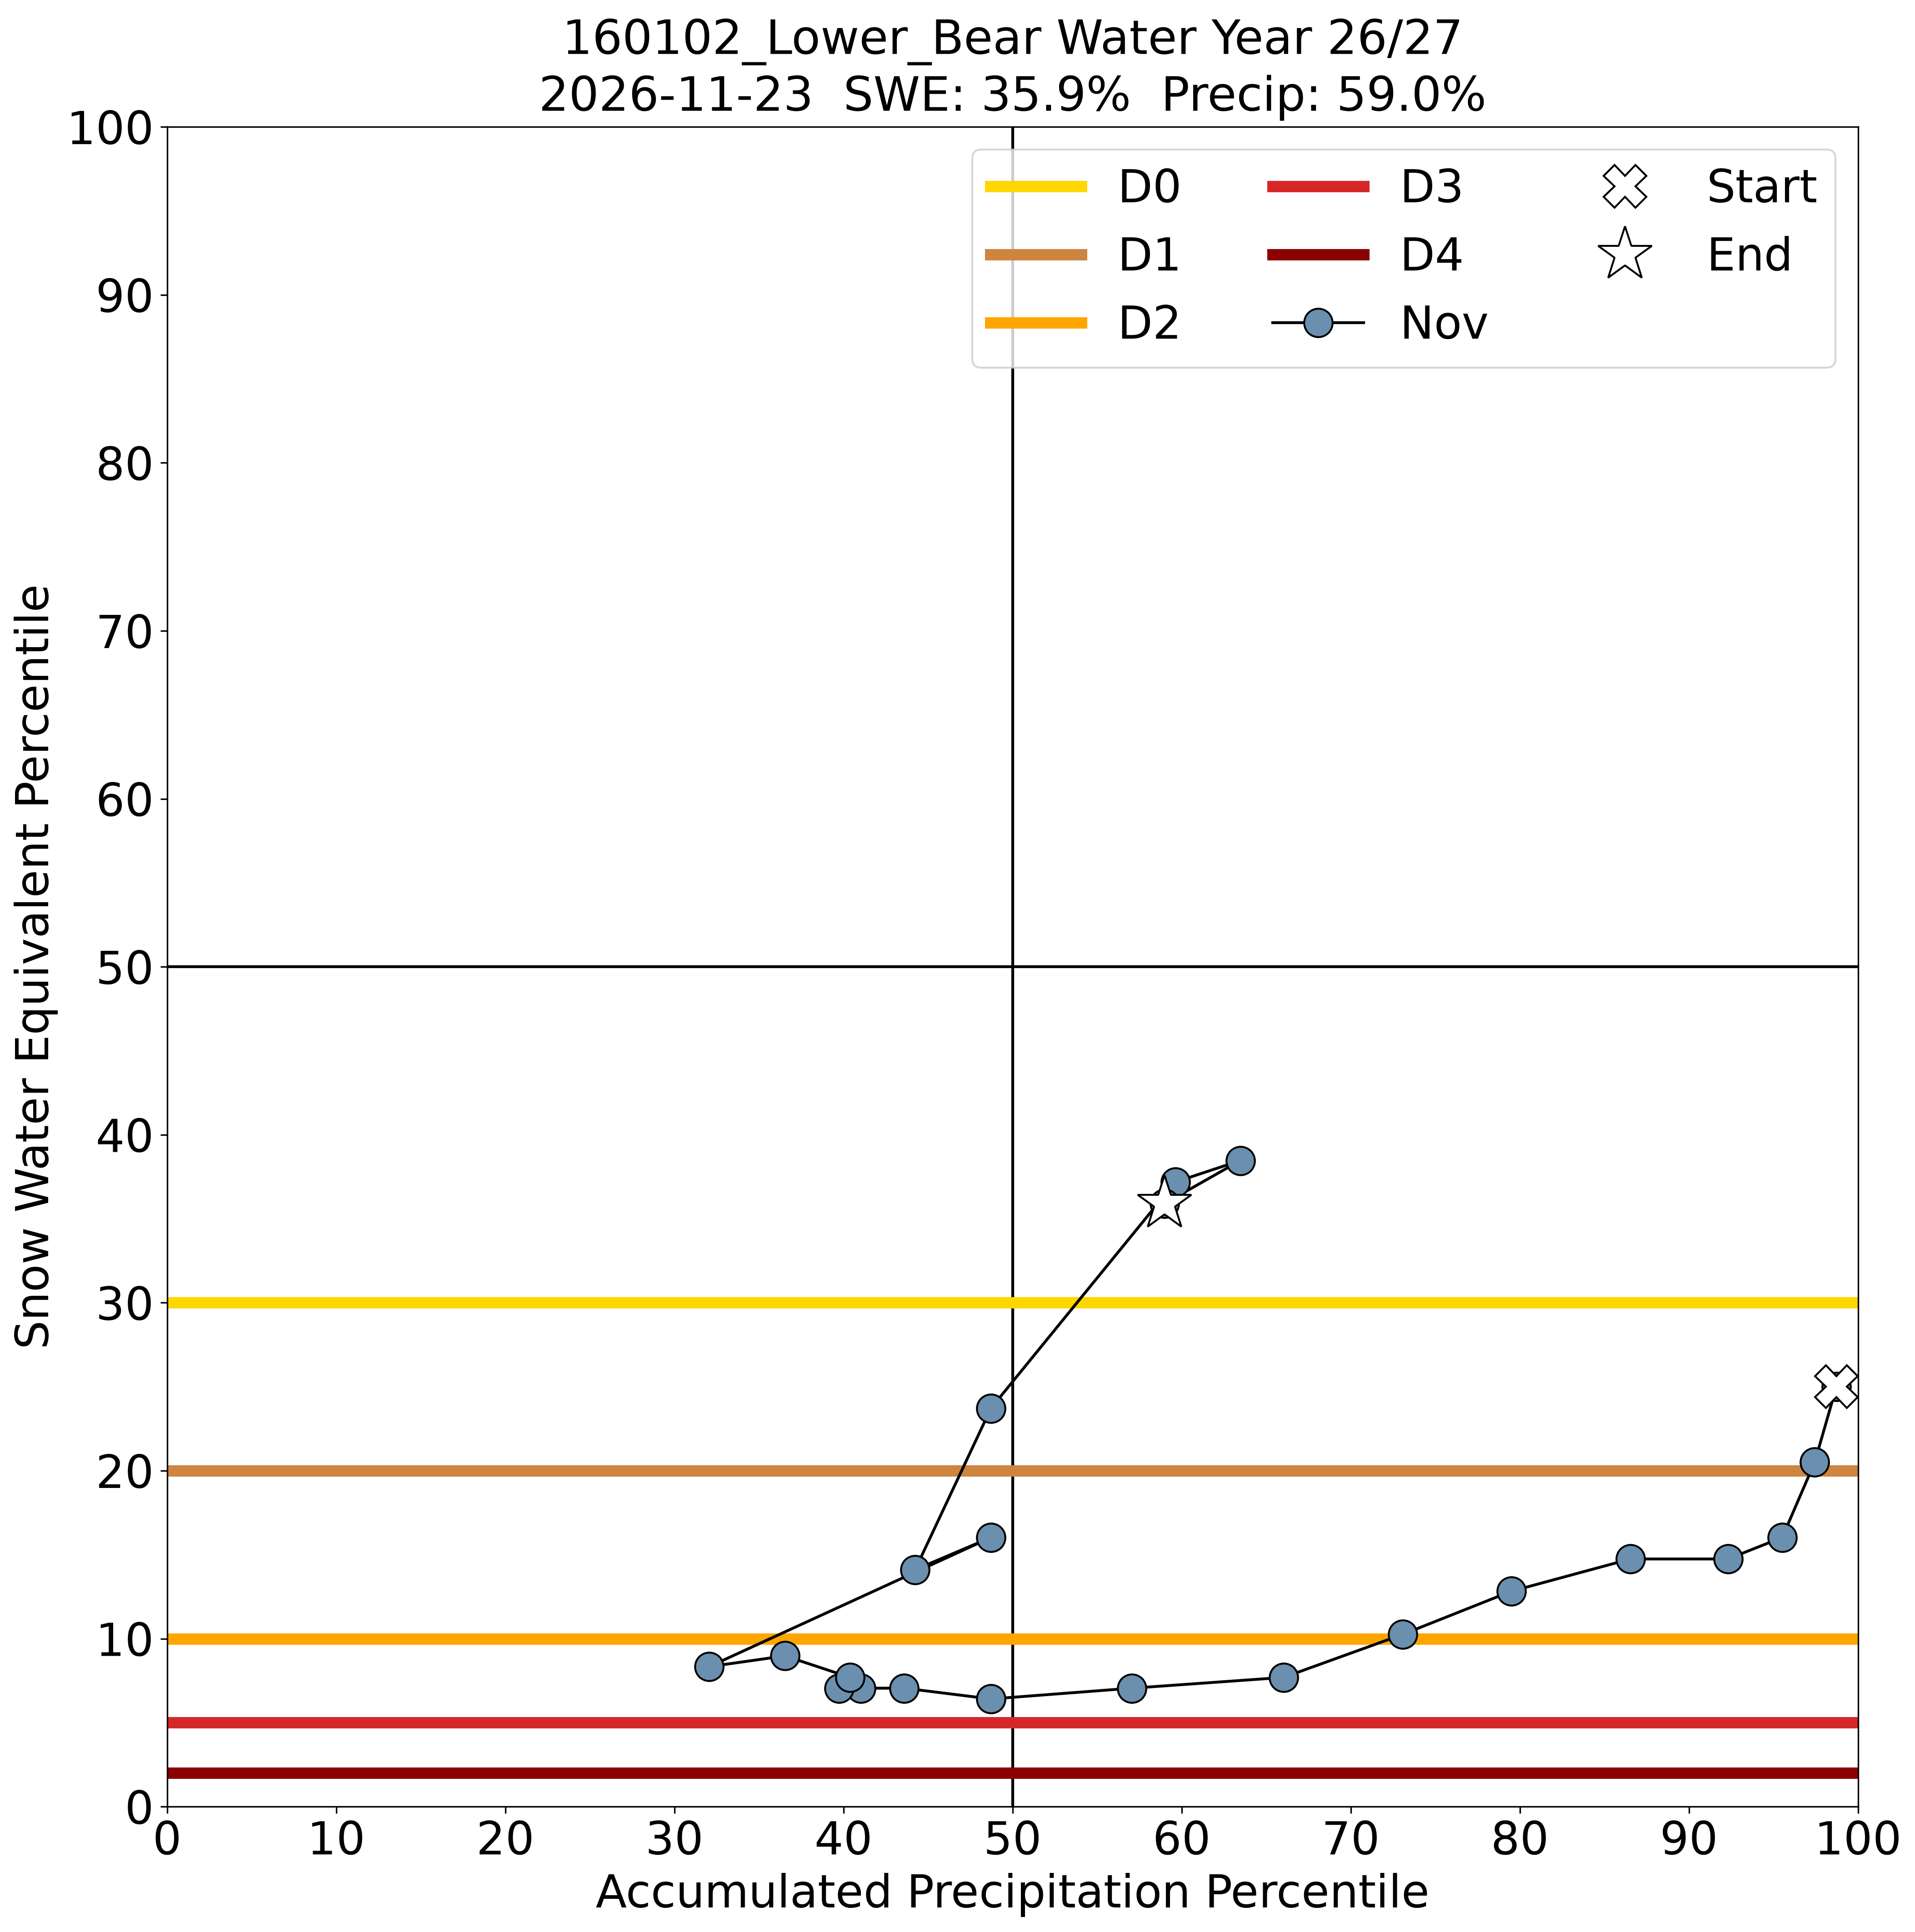 160102_Lower_Bear Water Year 26/27
2026-11-23  SWE: 35.9%  Precip: 59.0%
D0
D1
D2
D3
D4
Nov
Start
End
Snow Water Equivalent Percentile
100
90
80
70
60
50
40
30
20
10
0
0 10 20 30 40 50 60 70 80 90 100
Accumulated Precipitation Percentile